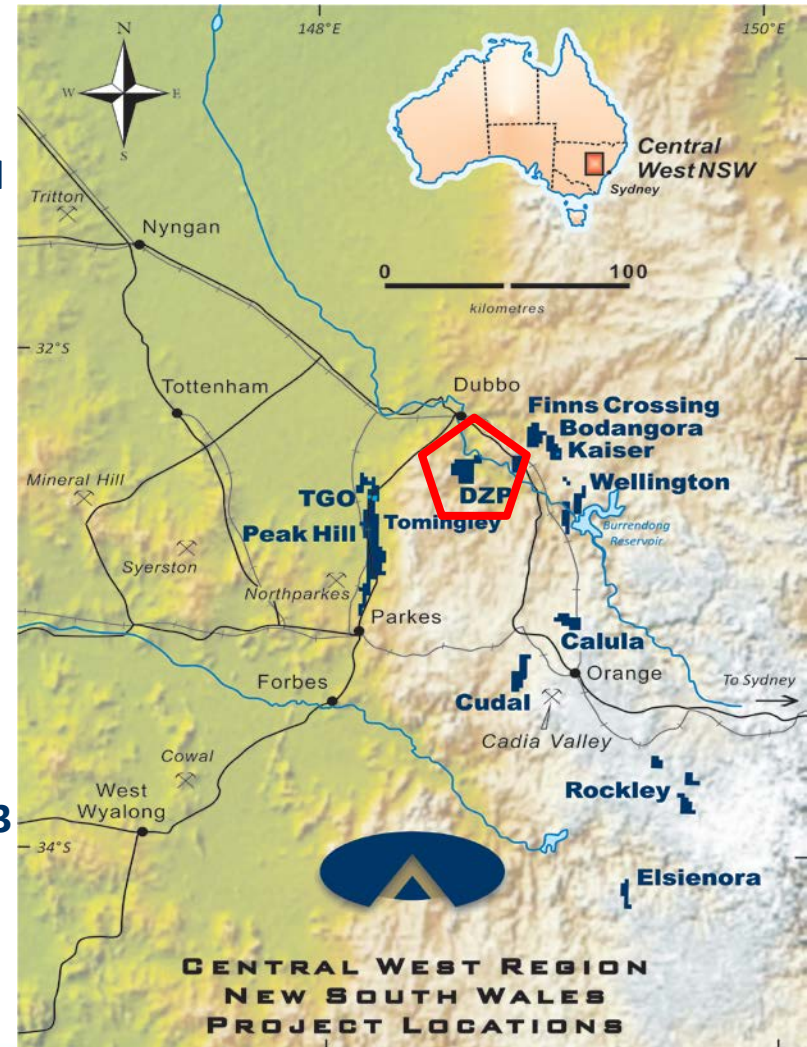 148°E
150°E
N
W
E
S
Central
West NSW
Sydney
Tritton
Nyngan
0
100
kilometres
32°S
Tottenham
Dubbo
Finns Crossing
Bodangora
Kaiser
Mineral Hill
TGO
DZP
Wellington
Peak Hill
Tomingley
Burrendong
Reservoir
Syerston
Northparkes
Parkes
Calula
Forbes
Orange
To Sydney
Cudal
Cadia Valley
Cowal
West
Wyalong
Rockley
B
34°S
Elsienora
CENTRAL WEST REGION
NEW SOUTH WALES
PROJECT LOCATIONS